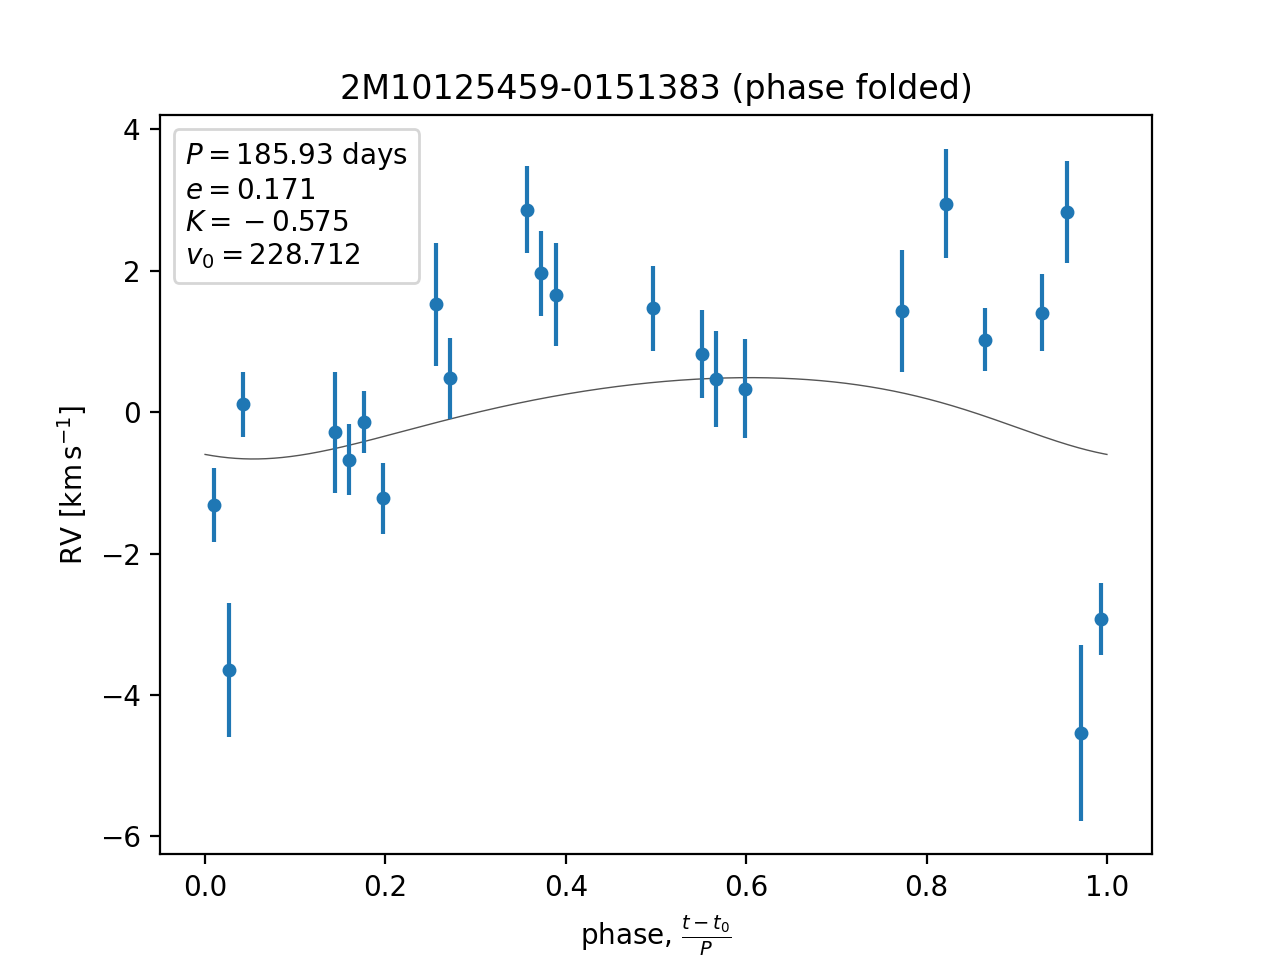 2M10125459-0151383 (phase folded)
P = 185.93 days
e = 0.171
K = −0.575
v₀ = 228.712
4
2
0
−2
−4
−6
RV [km s⁻¹]
0.0 0.2 0.4 0.6 0.8 1.0
phase, (t − t₀)/P